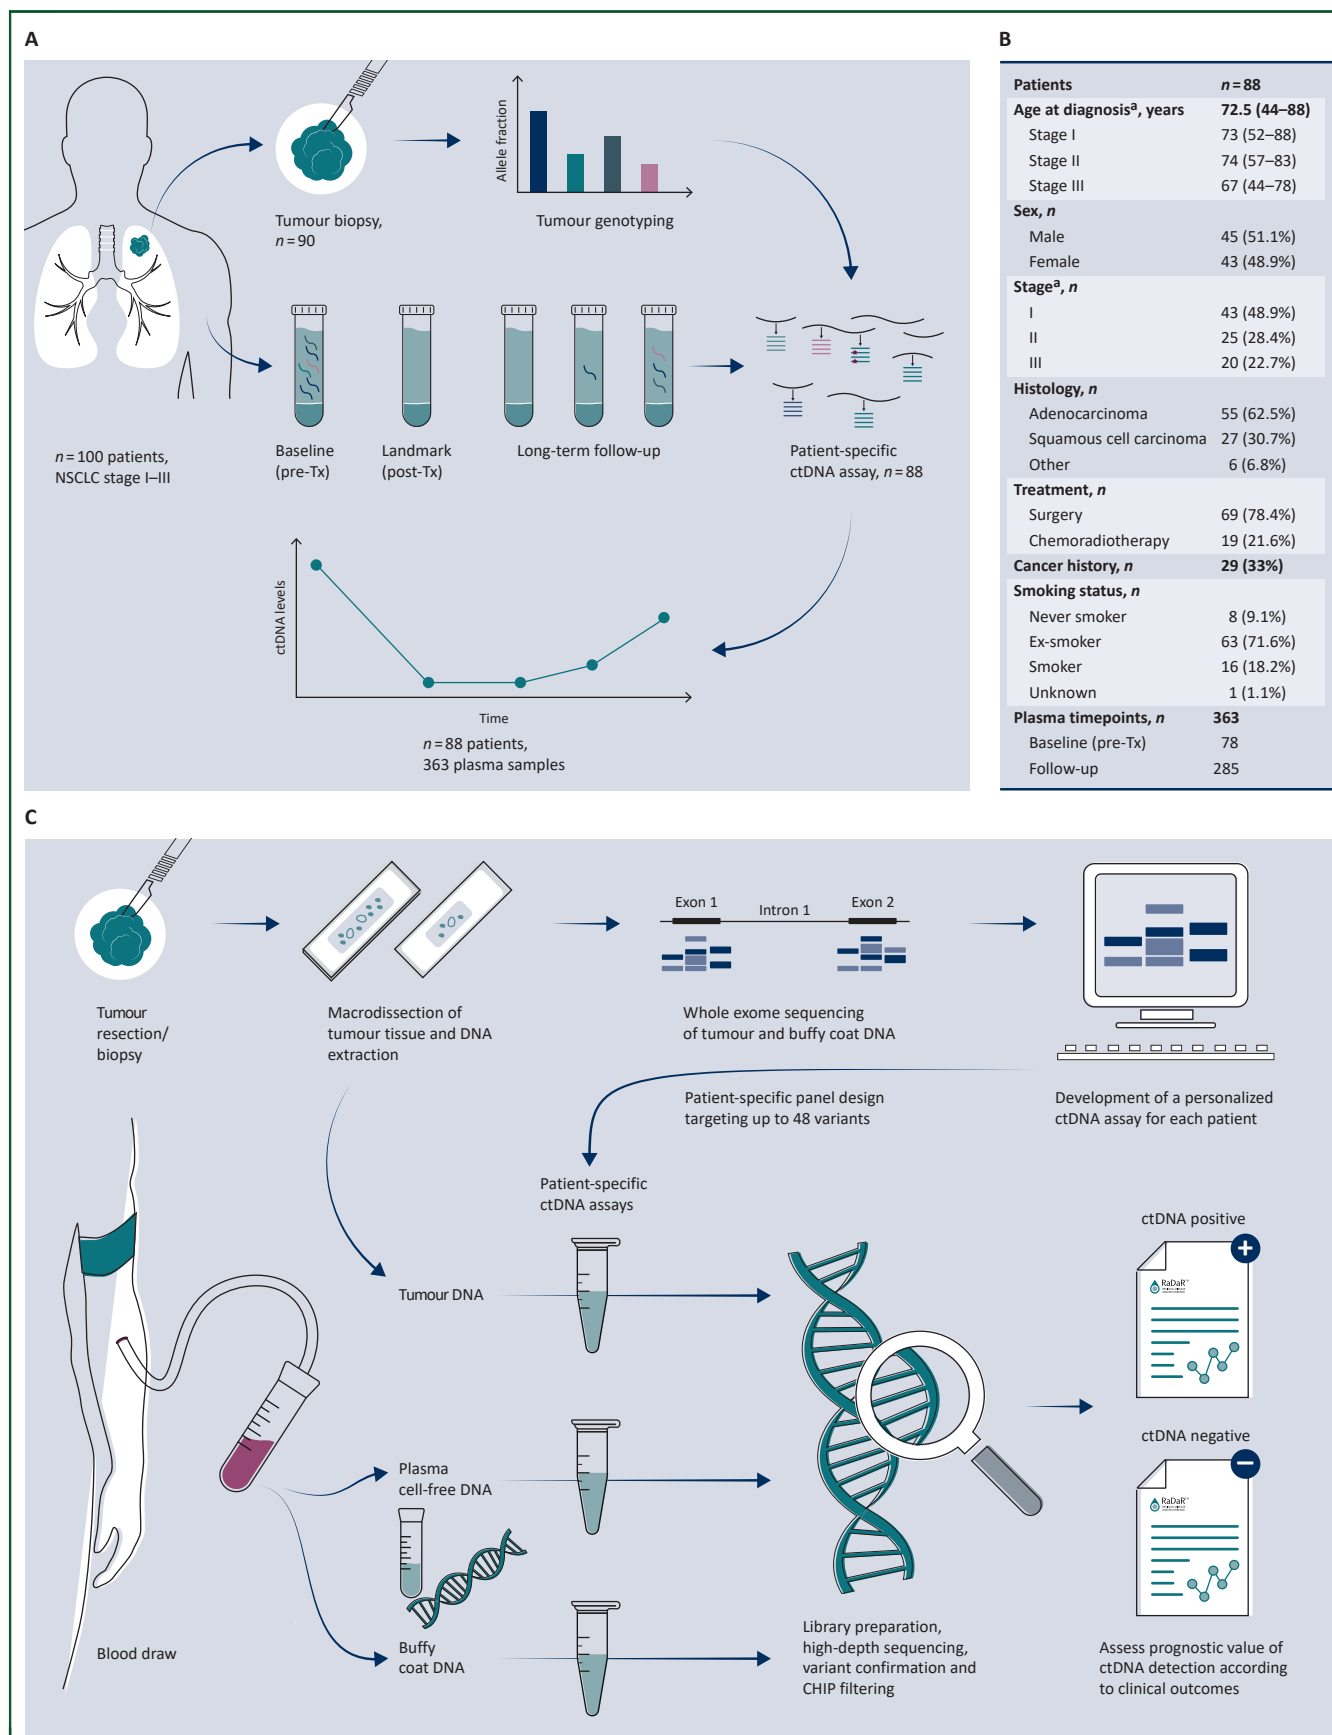 A
Allele fraction
Tumour biopsy,
n = 90
Tumour genotyping
n = 100 patients,
NSCLC stage I–III
Baseline
(pre-Tx)
Landmark
(post-Tx)
Long-term follow-up
Patient-specific
ctDNA assay, n = 88
ctDNA levels
Time
n = 88 patients,
363 plasma samples
B
Patients n = 88
Age at diagnosisᵃ, years 72.5 (44–88)
Stage I 73 (52–88)
Stage II 74 (57–83)
Stage III 67 (44–78)
Sex, n
Male 45 (51.1%)
Female 43 (48.9%)
Stageᵃ, n
I 43 (48.9%)
II 25 (28.4%)
III 20 (22.7%)
Histology, n
Adenocarcinoma 55 (62.5%)
Squamous cell carcinoma 27 (30.7%)
Other 6 (6.8%)
Treatment, n
Surgery 69 (78.4%)
Chemoradiotherapy 19 (21.6%)
Cancer history, n 29 (33%)
Smoking status, n
Never smoker 8 (9.1%)
Ex-smoker 63 (71.6%)
Smoker 16 (18.2%)
Unknown 1 (1.1%)
Plasma timepoints, n 363
Baseline (pre-Tx) 78
Follow-up 285
C
Tumour
resection/
biopsy
Macrodissection of
tumour tissue and DNA
extraction
Exon 1
Intron 1
Exon 2
Whole exome sequencing
of tumour and buffy coat DNA
Development of a personalized
ctDNA assay for each patient
Patient-specific panel design
targeting up to 48 variants
Patient-specific
ctDNA assays
Blood draw
Tumour DNA
Plasma
cell-free DNA
Buffy
coat DNA
Library preparation,
high-depth sequencing,
variant confirmation and
CHIP filtering
ctDNA positive
RaDaR™
ctDNA negative
RaDaR™
Assess prognostic value of
ctDNA detection according
to clinical outcomes